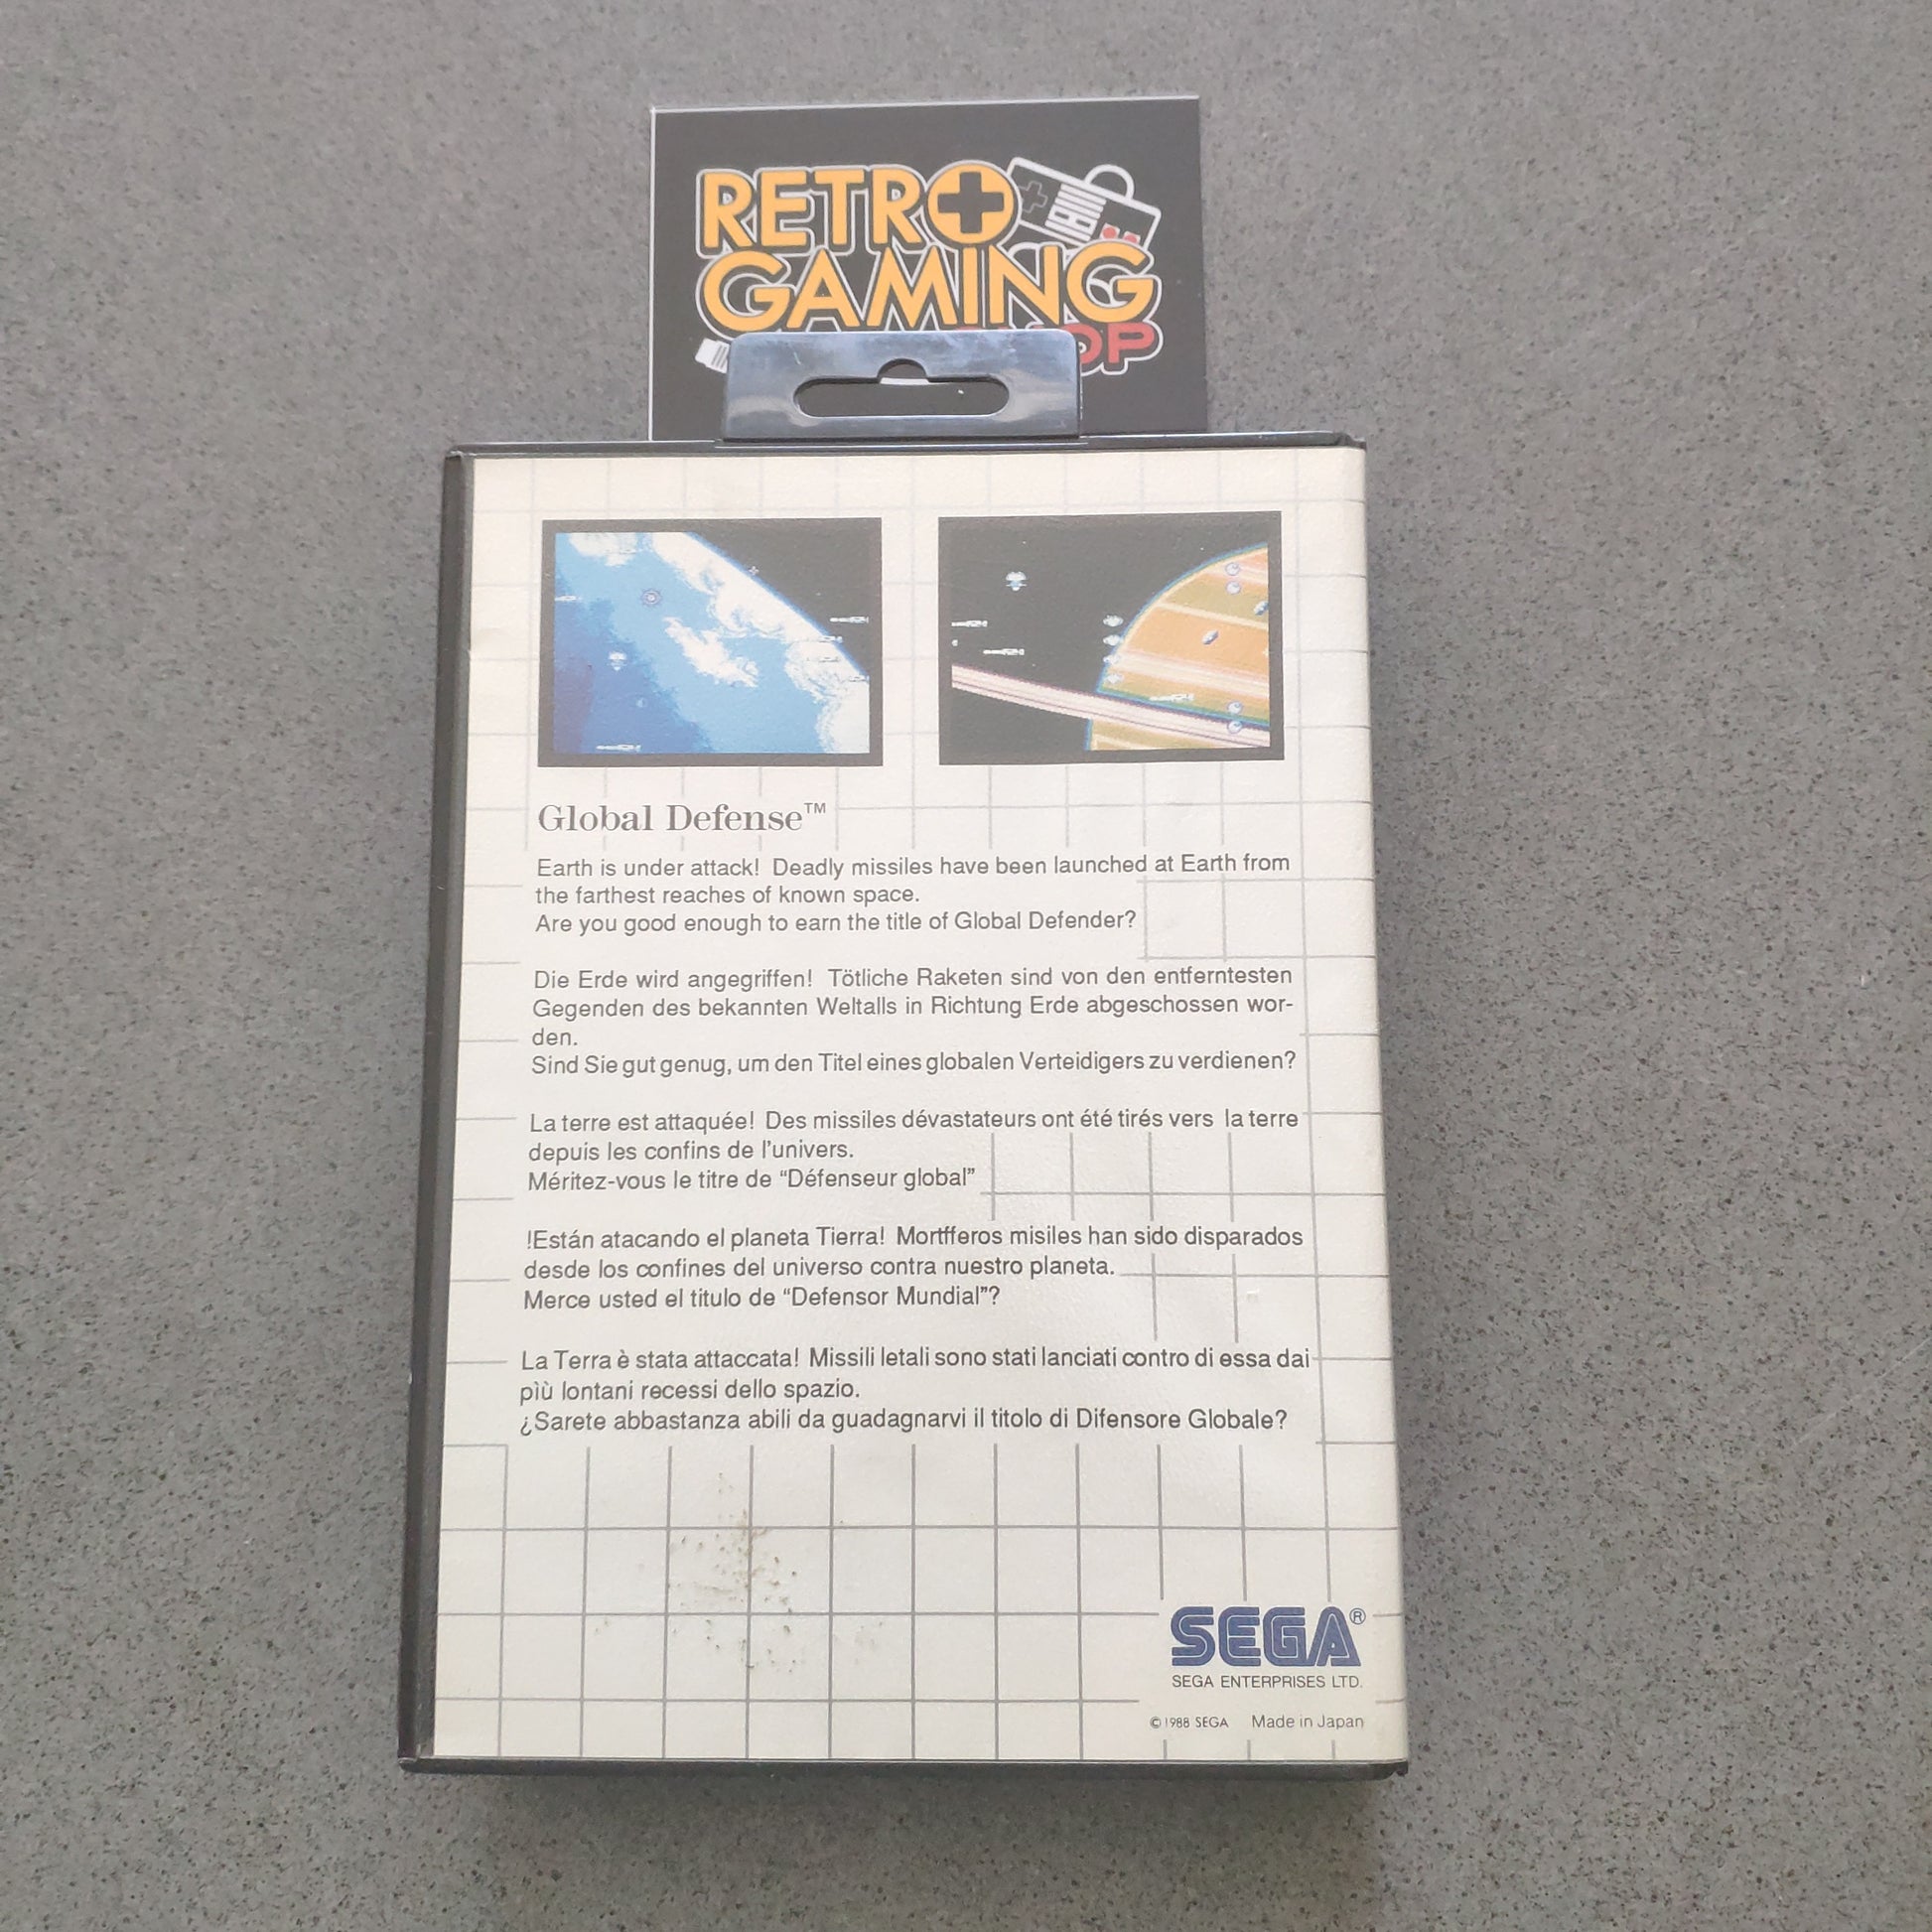 RETRO
GAMING
Global Defense™
Earth is under attack! Deadly missiles have been launched at Earth from
the farthest reaches of known space.
Are you good enough to earn the title of Global Defender?
Die Erde wird angegriffen! Tötliche Raketen sind von den entferntesten
Gegenden des bekannten Weltalls in Richtung Erde abgeschossen wor-
den.
Sind Sie gut genug, um den Titel eines globalen Verteidigers zu verdienen?
La terre est attaquée! Des missiles dévastateurs ont été tirés vers la terre
depuis les confins de l'univers.
Méritez-vous le titre de “Défenseur global”
!Están atacando el planeta Tierra! Mortfferos misiles han sido disparados
desde los confines del universo contra nuestro planeta.
Merce usted el titulo de “Defensor Mundial”?
La Terra è stata attaccata! Missili letali sono stati lanciati contro di essa dai
pìù lontani recessi dello spazio.
¿Sarete abbastanza abili da guadagnarvi il titolo di Difensore Globale?
SEGA®
SEGA ENTERPRISES LTD.
©1988 SEGA Made in Japan